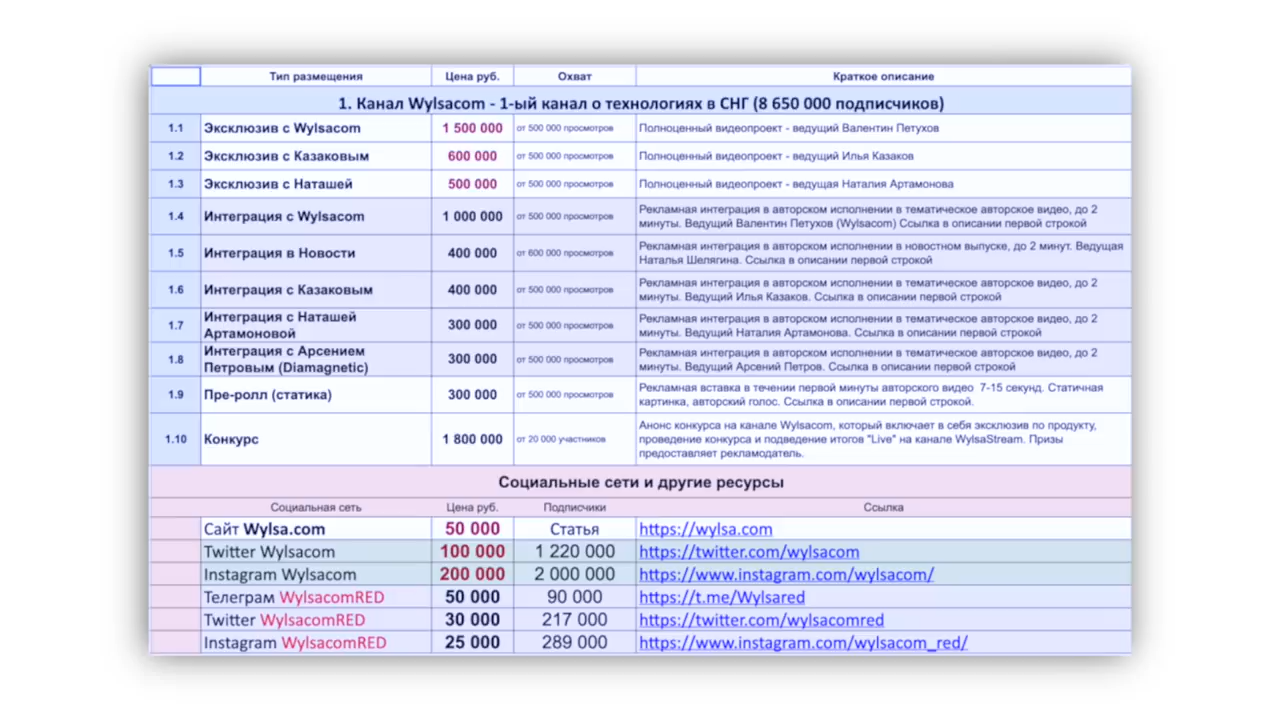 Тип размещения Цена руб. Охват Краткое описание
1. Канал Wylsacom - 1-ый канал о технологиях в СНГ (8 650 000 подписчиков)
1.1 Эксклюзив с Wylsacom 1 500 000 от 500 000 просмотров Полноценный видеопроект - ведущий Валентин Петухов
1.2 Эксклюзив с Казаковым 600 000 от 500 000 просмотров Полноценный видеопроект - ведущий Илья Казаков
1.3 Эксклюзив с Наташей 500 000 от 500 000 просмотров Полноценный видеопроект - ведущая Наталия Артамонова
1.4 Интеграция с Wylsacom 1 000 000 от 500 000 просмотров Рекламная интеграция в авторском исполнении в тематическое авторское видео, до 2
минуты. Ведущий Валентин Петухов (Wylsacom) Ссылка в описании первой строкой
1.5 Интеграция в Новости 400 000 от 600 000 просмотров Рекламная интеграция в авторском исполнении в новостном выпуске, до 2 минут. Ведущая
Наталья Шелягина. Ссылка в описании первой строкой
1.6 Интеграция с Казаковым 400 000 от 500 000 просмотров Рекламная интеграция в авторском исполнении в тематическое авторское видео, до 2
минуты. Ведущий Илья Казаков. Ссылка в описании первой строкой
1.7 Интеграция с Наташей
Артамоновой 300 000 от 500 000 просмотров Рекламная интеграция в авторском исполнении в тематическое авторское видео, до 2
минуты. Ведущий Наталия Артамонова. Ссылка в описании первой строкой
1.8 Интеграция с Арсением
Петровым (Diamagnetic) 300 000 от 500 000 просмотров Рекламная интеграция в авторском исполнении в тематическое авторское видео, до 2
минуты. Ведущий Арсений Петров. Ссылка в описании первой строкой
1.9 Пре-ролл (статика) 300 000 от 500 000 просмотров Рекламная вставка в течении первой минуты авторского видео 7-15 секунд. Статичная
картинка, авторский голос. Ссылка в описании первой строкой.
1.10 Конкурс 1 800 000 от 20 000 участников Анонс конкурса на канале Wylsacom, который включает в себя эксклюзив по продукту,
проведение конкурса и подведение итогов "Live" на канале WylsaStream. Призы
предоставляет рекламодатель.
Социальные сети и другие ресурсы
Социальная сеть Цена руб. Подписчики Ссылка
Сайт Wylsa.com 50 000 Статья https://wylsa.com
Twitter Wylsacom 100 000 1 220 000 https://twitter.com/wylsacom
Instagram Wylsacom 200 000 2 000 000 https://www.instagram.com/wylsacom/
Телеграм WylsacomRED 50 000 90 000 https://t.me/Wylsared
Twitter WylsacomRED 30 000 217 000 https://twitter.com/wylsacomred
Instagram WylsacomRED 25 000 289 000 https://www.instagram.com/wylsacom_red/